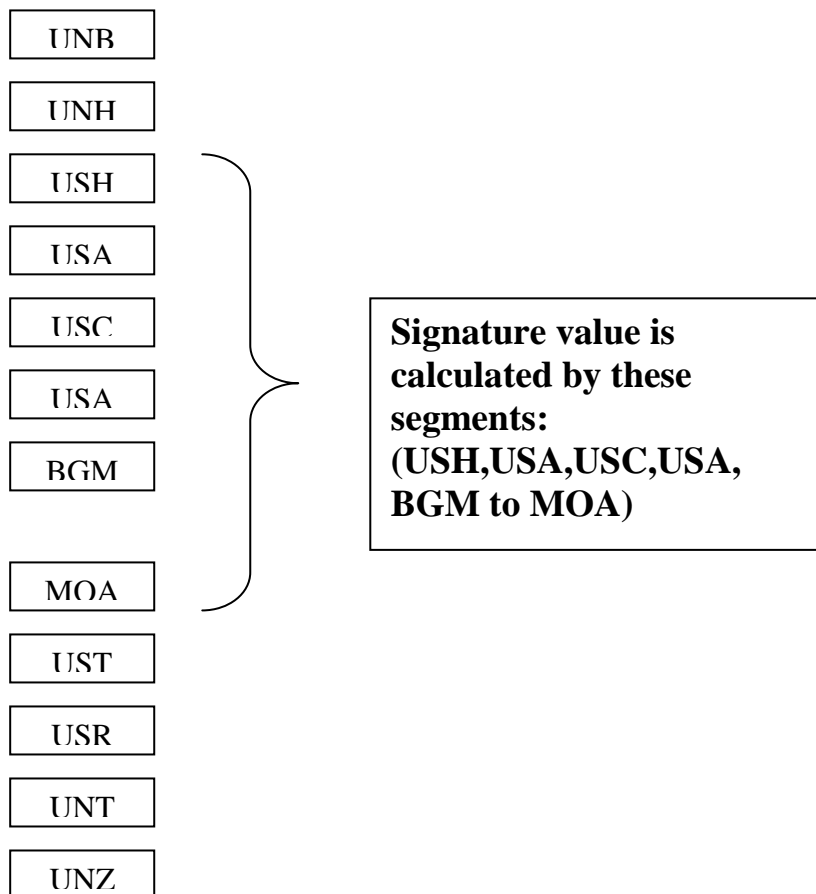 UNB
UNH
USH
USA
USC
USA
BGM
MOA
UST
USR
UNT
UNZ
Signature value is
calculated by these
segments:
(USH,USA,USC,USA,
BGM to MOA)